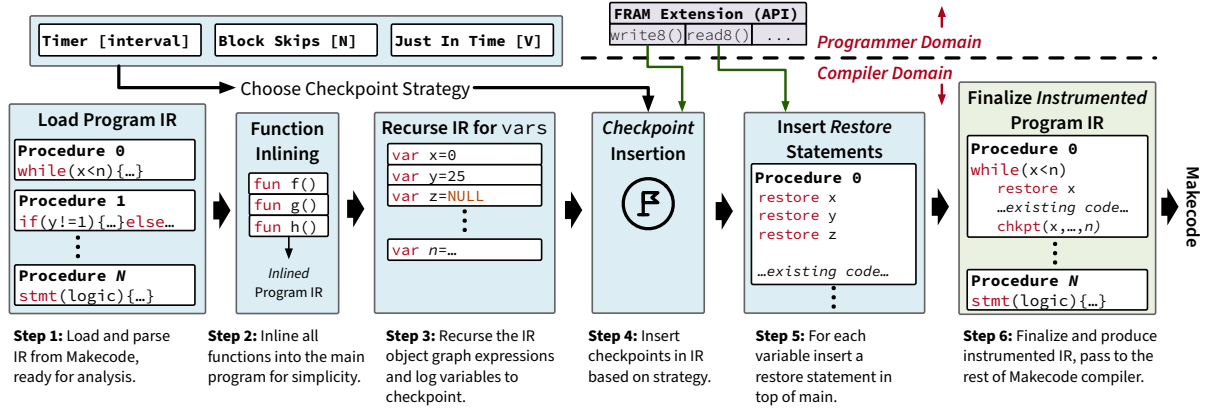 Timer [interval]
Block Skips [N]
Just In Time [V]
FRAM Extension (API)
write8()
read8()
...
Programmer Domain
Compiler Domain
Choose Checkpoint Strategy
Load Program IR
Procedure 0
while(x<n){…}
Procedure 1
if(y!=1){…}else…
Procedure N
stmt(logic){…}
Function
Inlining
fun f()
fun g()
fun h()
Inlined
Program IR
Recurse IR for vars
var x=0
var y=25
var z=NULL
var n=…
Checkpoint
Insertion
Insert Restore
Statements
Procedure 0
restore x
restore y
restore z
…existing code…
Finalize Instrumented
Program IR
Procedure 0
while(x<n)
restore x
…existing code…
chkpt(x,…,n)
Procedure N
stmt(logic){…}
Makecode
Step 1: Load and parse
IR from Makecode,
ready for analysis.
Step 2: Inline all
functions into the main
program for simplicity.
Step 3: Recurse the IR
object graph expressions
and log variables to
checkpoint.
Step 4: Insert
checkpoints in IR
based on strategy.
Step 5: For each
variable insert a
restore statement in
top of main.
Step 6: Finalize and produce
instrumented IR, pass to the
rest of Makecode compiler.